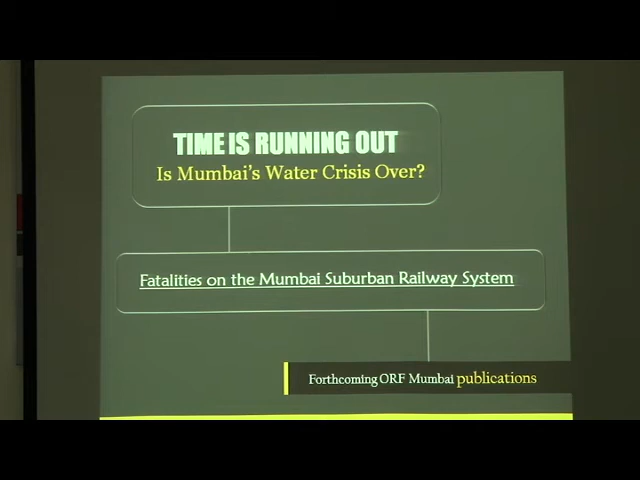 TIME IS RUNNING OUT
Is Mumbai's Water Crisis Over?
Fatalities on the Mumbai Suburban Railway System
Forthcoming ORF Mumbai publications